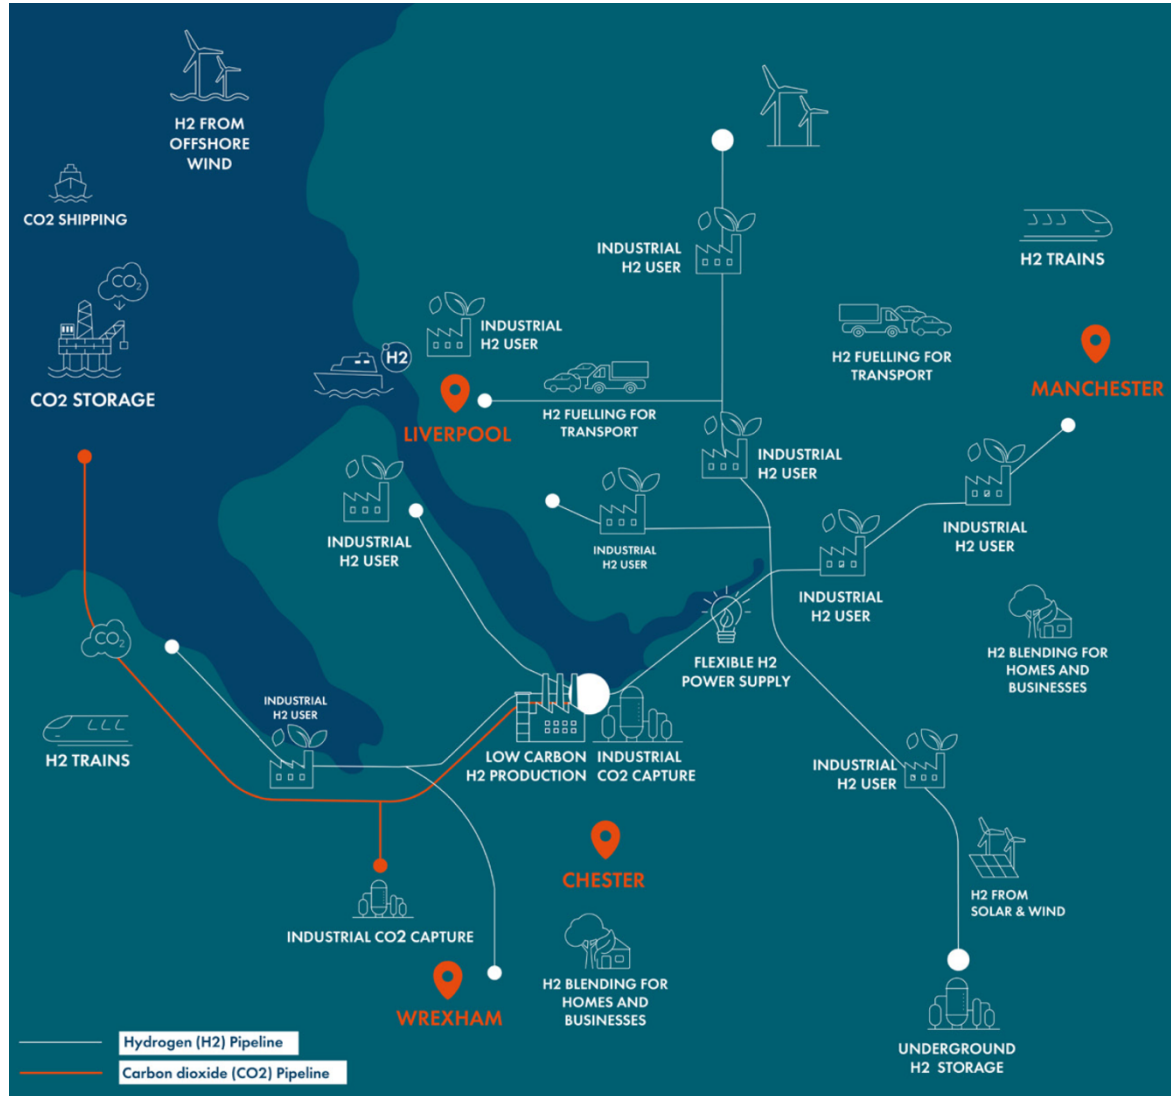 H2 FROM
OFFSHORE
WIND
CO2 SHIPPING
CO2
CO2 STORAGE
INDUSTRIAL
H2 USER
H2 TRAINS
INDUSTRIAL
H2 USER
H2
H2 FUELLING FOR
TRANSPORT
MANCHESTER
LIVERPOOL
H2 FUELLING FOR
TRANSPORT
INDUSTRIAL
H2 USER
INDUSTRIAL
H2 USER
INDUSTRIAL
H2 USER
INDUSTRIAL
H2 USER
INDUSTRIAL
H2 USER
CO2
FLEXIBLE H2
POWER SUPPLY
H2 BLENDING FOR
HOMES AND
BUSINESSES
INDUSTRIAL
H2 USER
H2 TRAINS
LOW CARBON
H2 PRODUCTION
INDUSTRIAL
CO2 CAPTURE
INDUSTRIAL
H2 USER
CHESTER
H2 FROM
SOLAR & WIND
INDUSTRIAL CO2 CAPTURE
WREXHAM
H2 BLENDING FOR
HOMES AND
BUSINESSES
UNDERGROUND
H2 STORAGE
Hydrogen (H2) Pipeline
Carbon dioxide (CO2) Pipeline